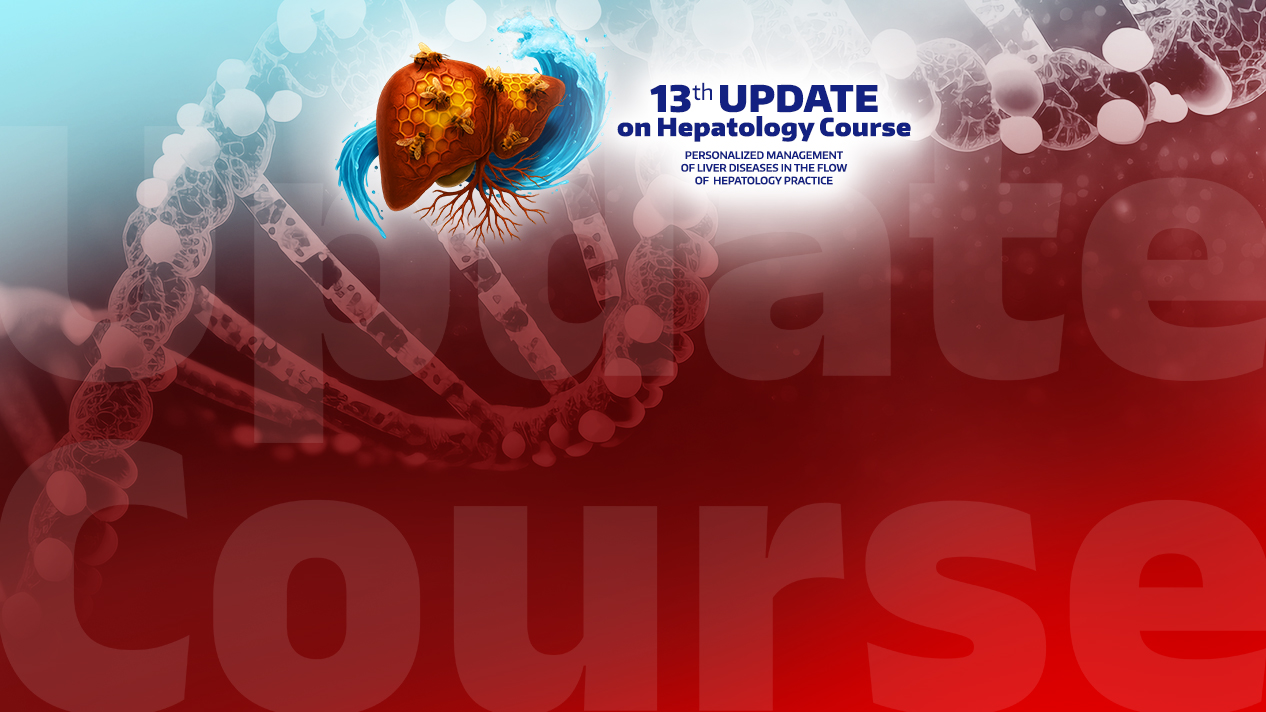 13th UPDATE
on Hepatology Course
PERSONALIZED MANAGEMENT
OF LIVER DISEASES IN THE FLOW
OF HEPATOLOGY PRACTICE
Update
Course